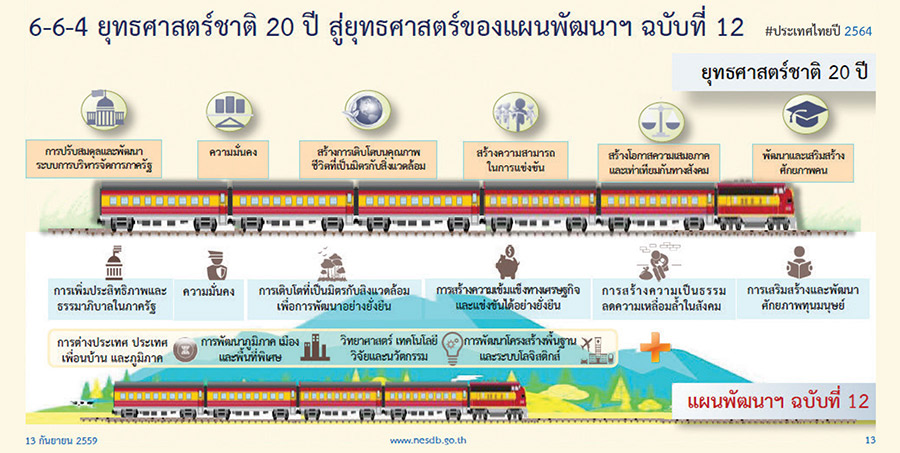 6-6-4 ยุทธศาสตร์ชาติ 20 ปี สู่ยุทธศาสตร์ของแผนพัฒนาฯ ฉบับที่ 12
#ประเทศไทยปี 2564
ยุทธศาสตร์ชาติ 20 ปี
การปรับสมดุลและพัฒนา
ระบบการบริหารจัดการภาครัฐ
ความมั่นคง
สร้างการเติบโตบนคุณภาพ
ชีวิตที่เป็นมิตรกับสิ่งแวดล้อม
สร้างความสามารถ
ในการแข่งขัน
สร้างโอกาสความเสมอภาค
และเท่าเทียมกันทางสังคม
พัฒนาและเสริมสร้าง
ศักยภาพคน
การเพิ่มประสิทธิภาพและ
ธรรมาภิบาลในภาครัฐ
ความมั่นคง
การเติบโตที่เป็นมิตรกับสิ่งแวดล้อม
เพื่อการพัฒนาอย่างยั่งยืน
การสร้างความเข้มแข็งทางเศรษฐกิจ
และแข่งขันได้อย่างยั่งยืน
การสร้างความเป็นธรรม
ลดความเหลื่อมล้ำในสังคม
การเสริมสร้างและพัฒนา
ศักยภาพทุนมนุษย์
การต่างประเทศ ประเทศ
เพื่อนบ้าน และภูมิภาค
การพัฒนาภูมิภาค เมือง
และพื้นที่พิเศษ
วิทยาศาสตร์ เทคโนโลยี
วิจัยและนวัตกรรม
การพัฒนาโครงสร้างพื้นฐาน
และระบบโลจิสติกส์
แผนพัฒนาฯ ฉบับที่ 12
13 กันยายน 2559
www.nesdb.go.th
13